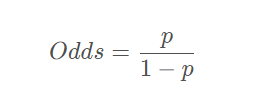 Odds = p / (1 − p)